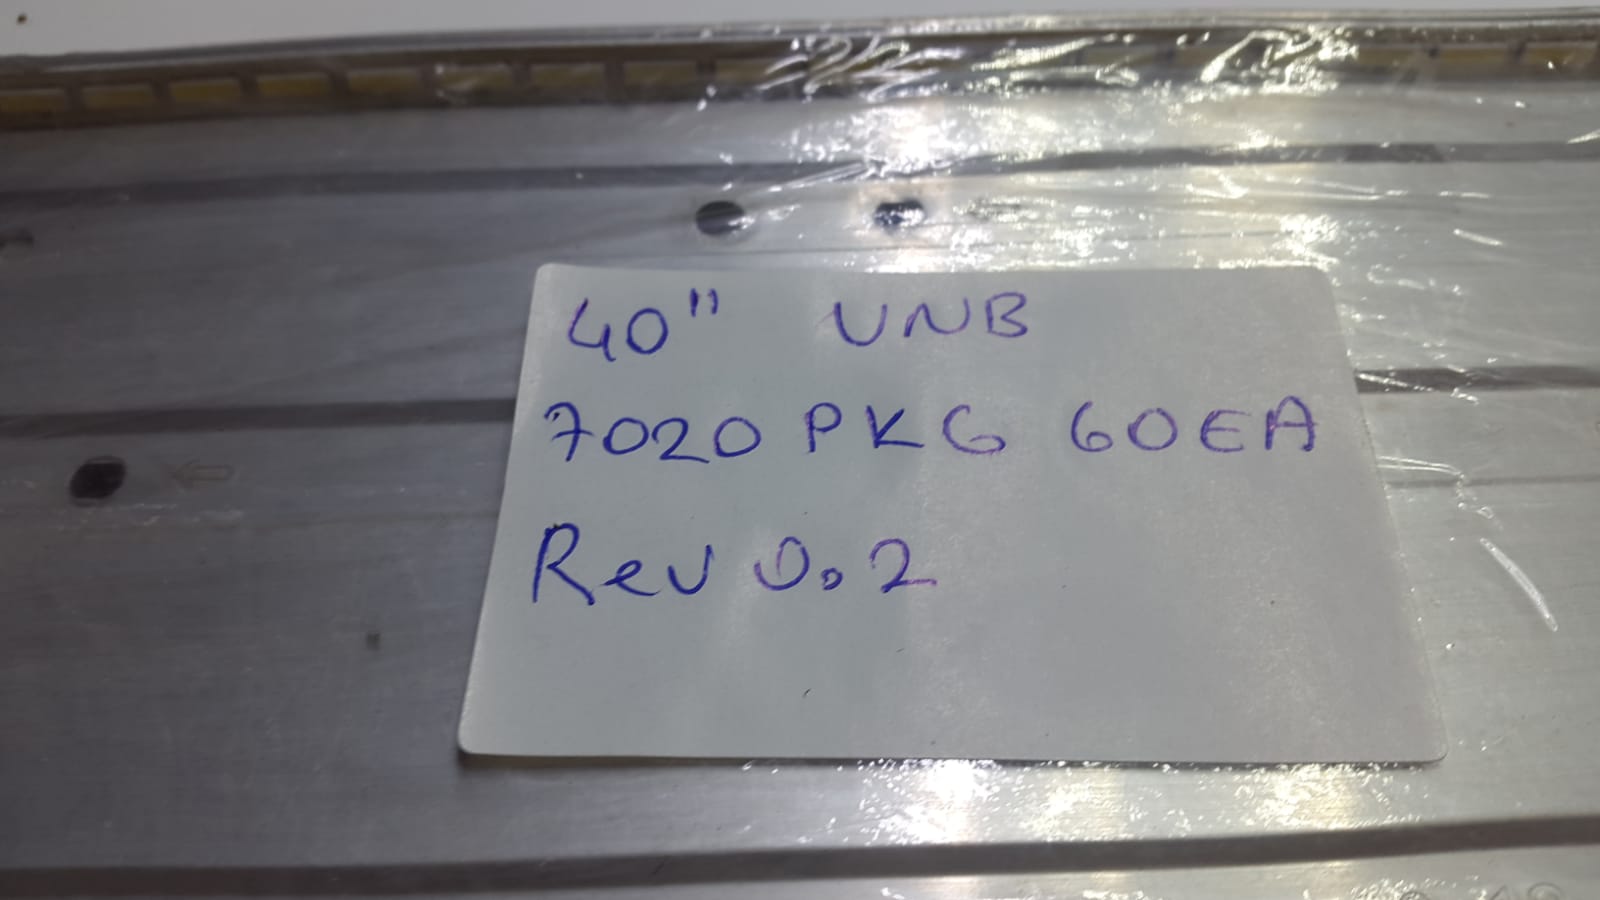 40" UNB
7020 PKG 60EA
Rev 0.2